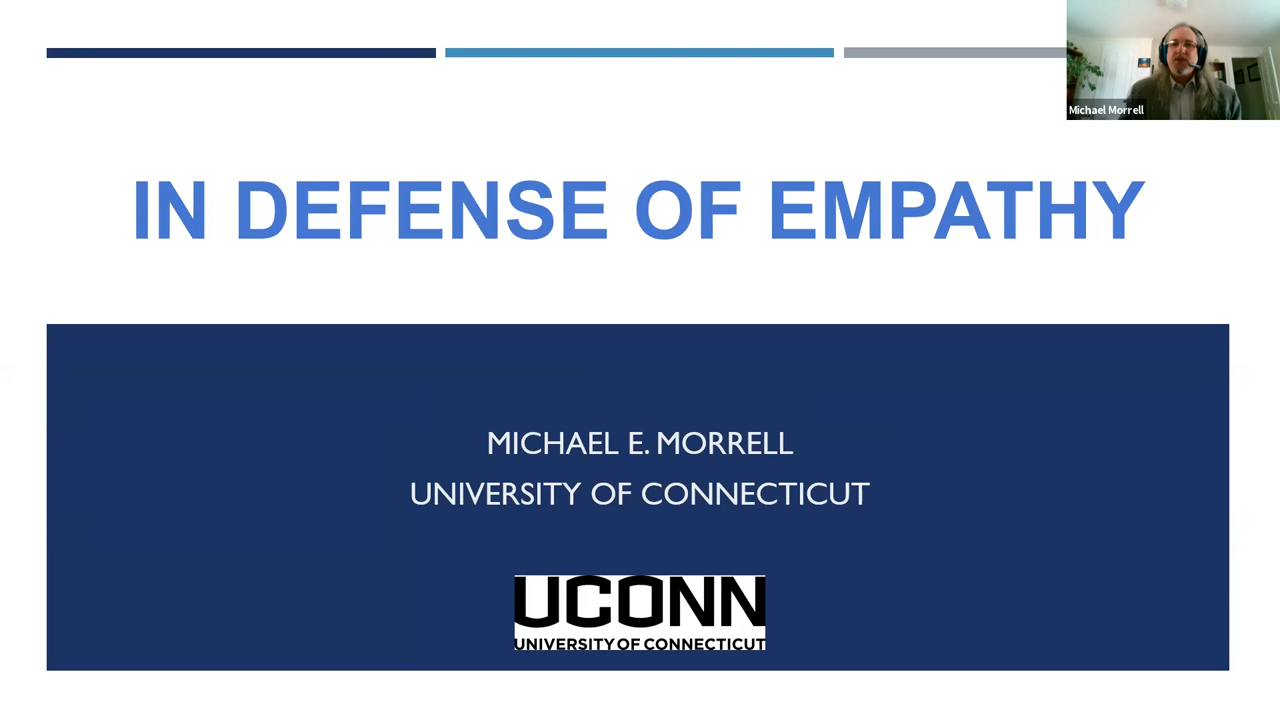 Michael Morrell
IN DEFENSE OF EMPATHY
MICHAEL E. MORRELL
UNIVERSITY OF CONNECTICUT
UCONN
UNIVERSITY OF CONNECTICUT